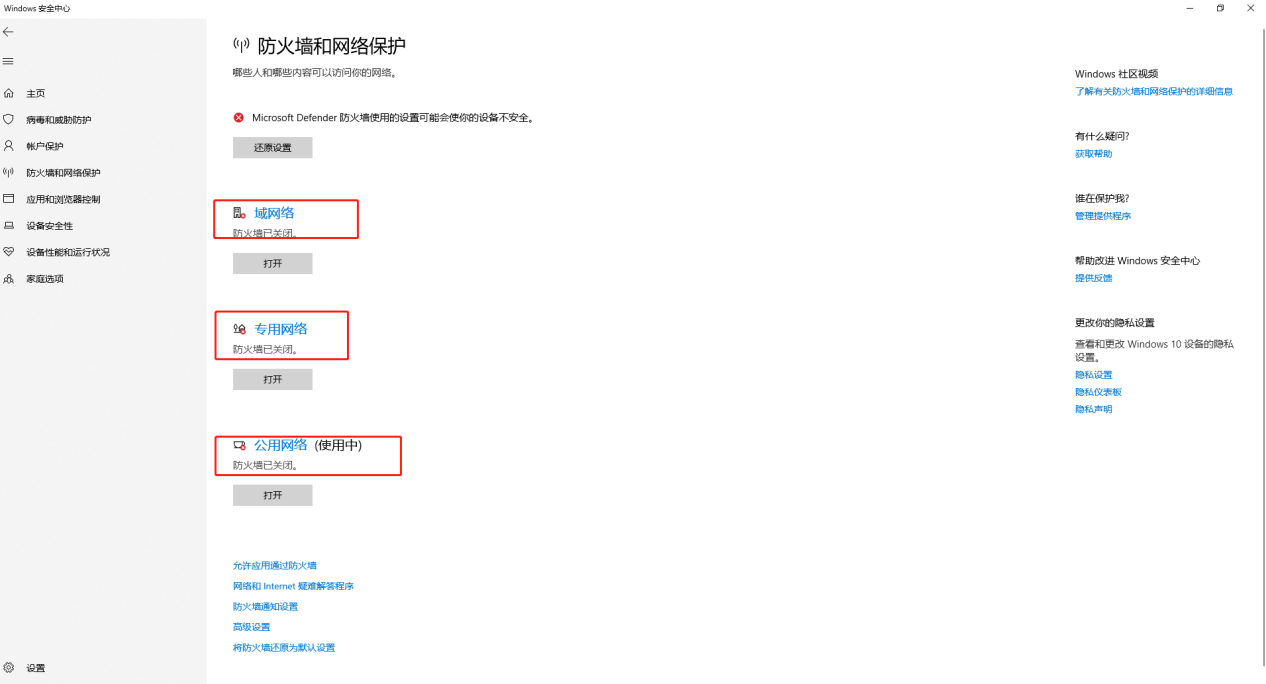 Windows 安全中心
主页
病毒和威胁防护
帐户保护
防火墙和网络保护
应用和浏览器控制
设备安全性
设备性能和运行状况
家庭选项
设置
防火墙和网络保护
哪些人和哪些内容可以访问你的网络。
Microsoft Defender 防火墙使用的设置可能会使你的设备不安全。
还原设置
域网络
防火墙已关闭。
打开
专用网络
防火墙已关闭。
打开
公用网络 (使用中)
防火墙已关闭。
打开
允许应用通过防火墙
网络和 Internet 疑难解答程序
防火墙通知设置
高级设置
将防火墙还原为默认设置
Windows 社区视频
了解有关防火墙和网络保护的详细信息
有什么疑问?
获取帮助
谁在保护我?
管理提供程序
帮助改进 Windows 安全中心
提供反馈
更改你的隐私设置
查看和更改 Windows 10 设备的隐私
设置。
隐私设置
隐私仪表板
隐私声明